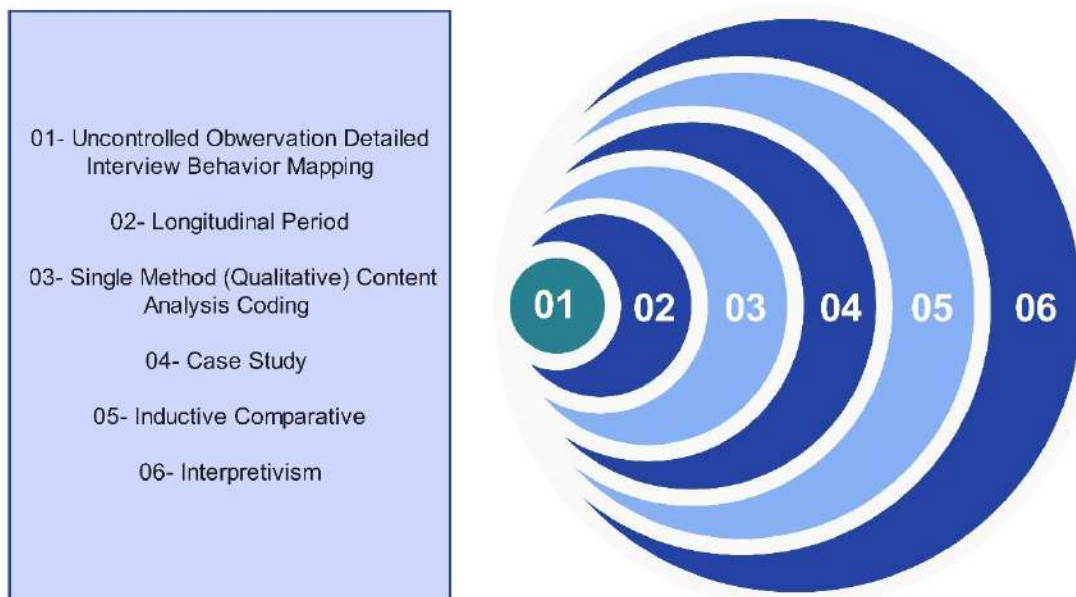 01- Uncontrolled Obwervation Detailed
Interview Behavior Mapping
02- Longitudinal Period
03- Single Method (Qualitative) Content
Analysis Coding
04- Case Study
05- Inductive Comparative
06- Interpretivism
01 02 03 04 05 06